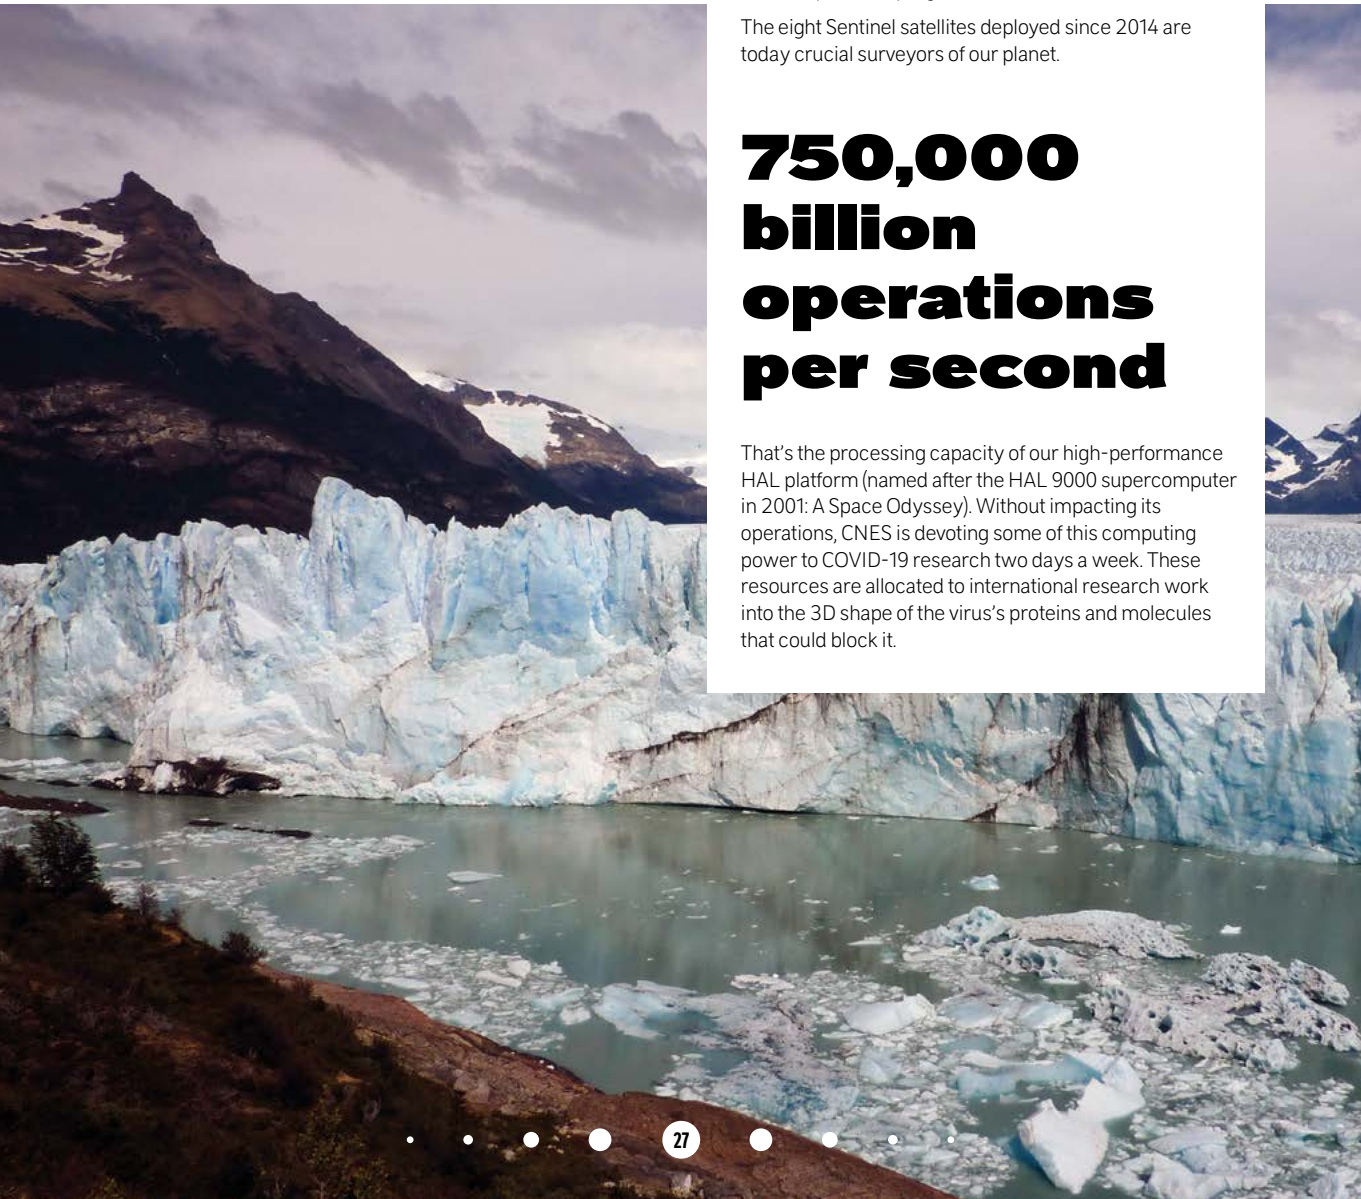 The eight Sentinel satellites deployed since 2014 are
today crucial surveyors of our planet.
750,000
billion
operations
per second
That's the processing capacity of our high-performance
HAL platform (named after the HAL 9000 supercomputer
in 2001: A Space Odyssey). Without impacting its
operations, CNES is devoting some of this computing
power to COVID-19 research two days a week. These
resources are allocated to international research work
into the 3D shape of the virus's proteins and molecules
that could block it.
27